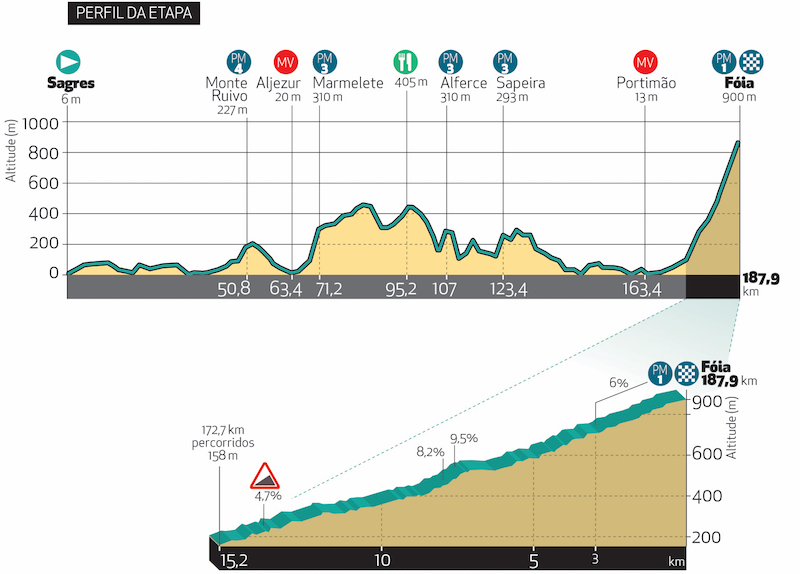 PERFIL DA ETAPA
Sagres
6 m
PM
4
Monte
Ruivo
227 m
MV
Aljezur
20 m
PM
3
Marmelete
310 m
405 m
PM
3
Alferce
310 m
PM
3
Sapeira
293 m
MV
Portimão
13 m
PM
1
Fóia
900 m
Altitude (m)
1000
800
600
400
200
0
50,8 63,4 71,2 95,2 107 123,4 163,4
187,9
km
PM
1
Fóia
187,9 km
6%
172,7 km
percorridos
158 m
4,7%
8,2%
9,5%
900
600
400
200
Altitude (m)
15,2 10 5 3 km